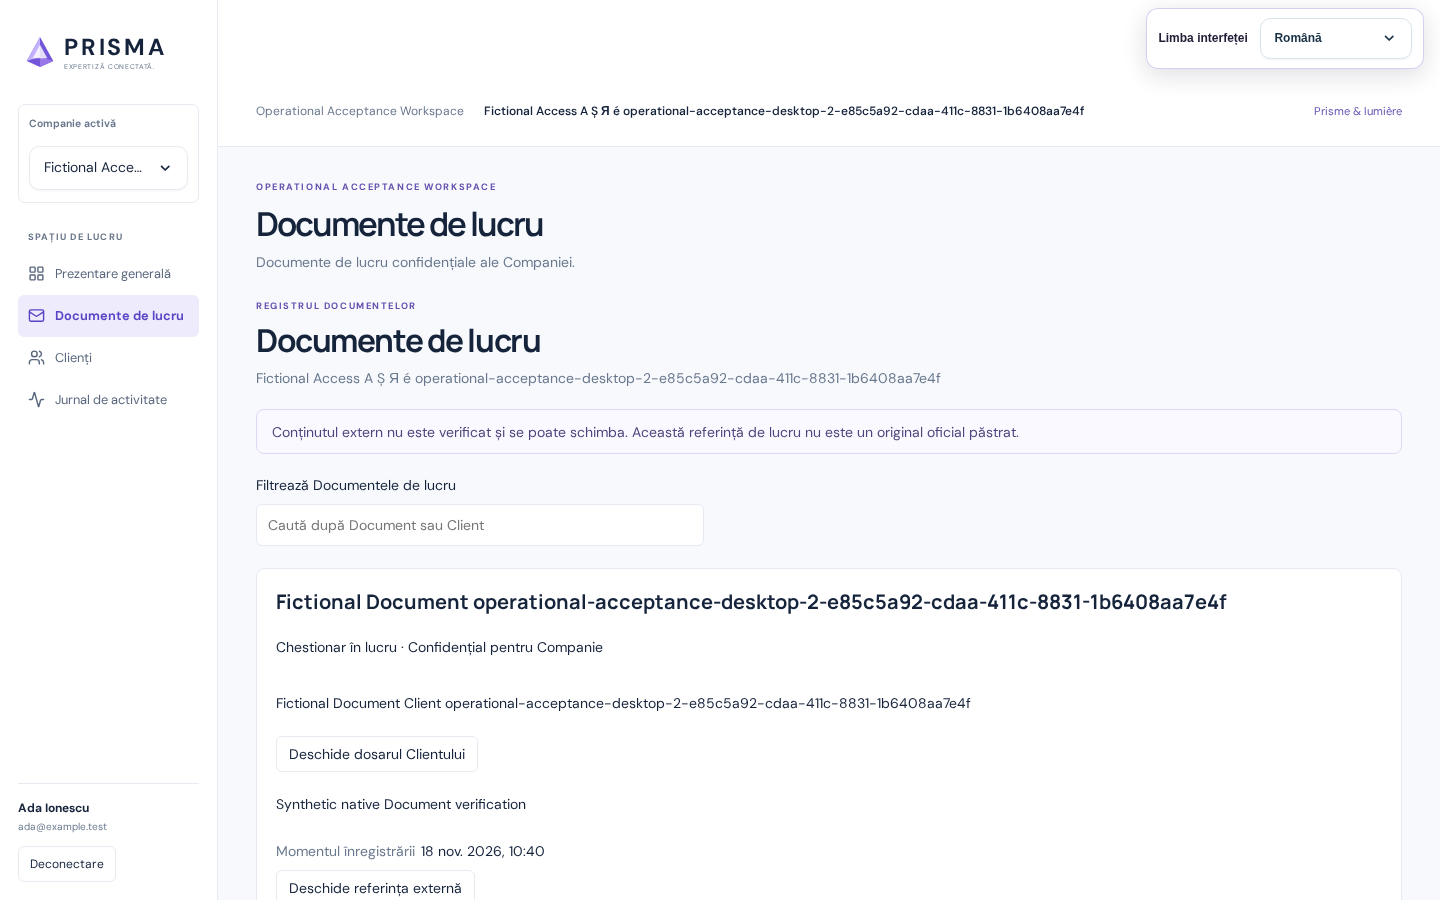 PRISMA
EXPERTIZĂ CONECTATĂ.
Companie activă
Fictional Acce...
SPAȚIU DE LUCRU
Prezentare generală
Documente de lucru
Clienți
Jurnal de activitate
Ada Ionescu
ada@example.test
Deconectare
Limba interfeței
Română
Operational Acceptance Workspace
Fictional Access A Ș Я é operational-acceptance-desktop-2-e85c5a92-cdaa-411c-8831-1b6408aa7e4f
Prisme & lumière
OPERATIONAL ACCEPTANCE WORKSPACE
Documente de lucru
Documente de lucru confidențiale ale Companiei.
REGISTRUL DOCUMENTELOR
Documente de lucru
Fictional Access A Ș Я é operational-acceptance-desktop-2-e85c5a92-cdaa-411c-8831-1b6408aa7e4f
Conținutul extern nu este verificat și se poate schimba. Această referință de lucru nu este un original oficial păstrat.
Filtrează Documentele de lucru
Caută după Document sau Client
Fictional Document operational-acceptance-desktop-2-e85c5a92-cdaa-411c-8831-1b6408aa7e4f
Chestionar în lucru · Confidențial pentru Companie
Fictional Document Client operational-acceptance-desktop-2-e85c5a92-cdaa-411c-8831-1b6408aa7e4f
Deschide dosarul Clientului
Synthetic native Document verification
Momentul înregistrării 18 nov. 2026, 10:40
Deschide referința externă